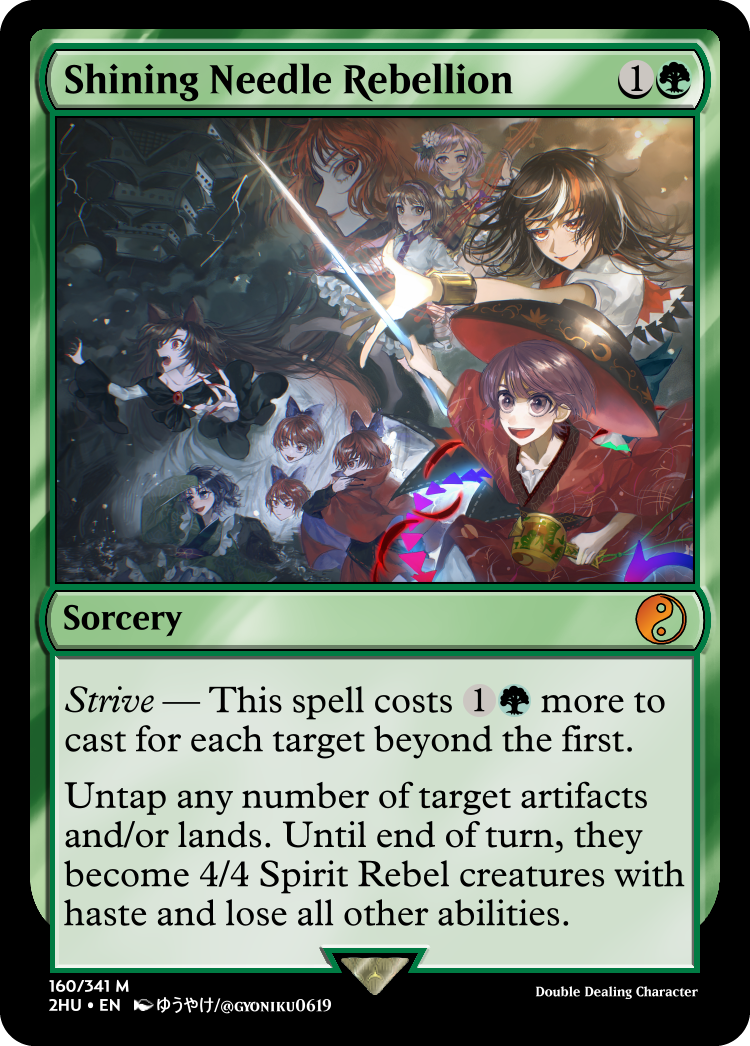 Shining Needle Rebellion 1
Sorcery
Strive — This spell costs 1 more to
cast for each target beyond the first.
Untap any number of target artifacts
and/or lands. Until end of turn, they
become 4/4 Spirit Rebel creatures with
haste and lose all other abilities.
160/341 M
2HU • EN ゆうやけ/@GYONIKU0619
Double Dealing Character